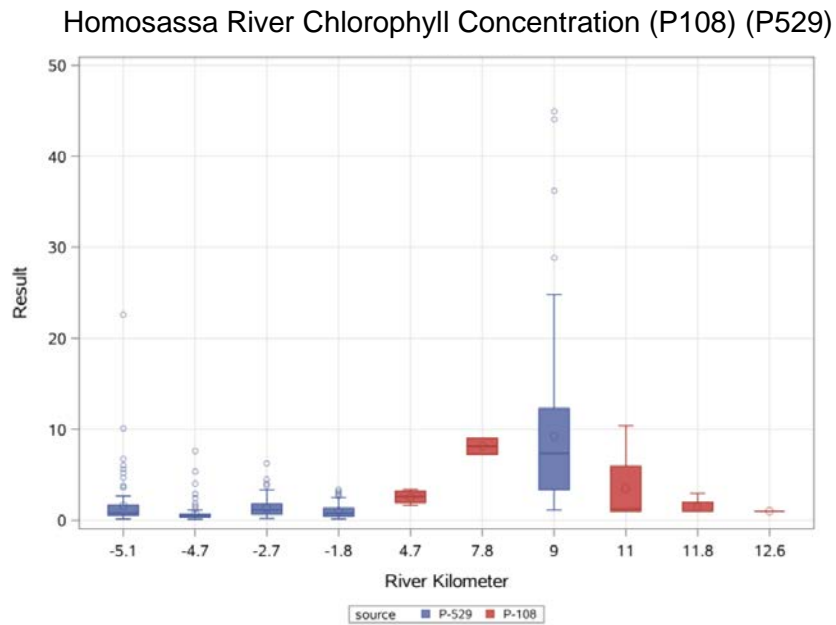 Homosassa River Chlorophyll Concentration (P108) (P529)
50
40
30
20
10
0
Result
-5.1 -4.7 -2.7 -1.8 4.7 7.8 9 11 11.8 12.6
River Kilometer
source P-529 P-108